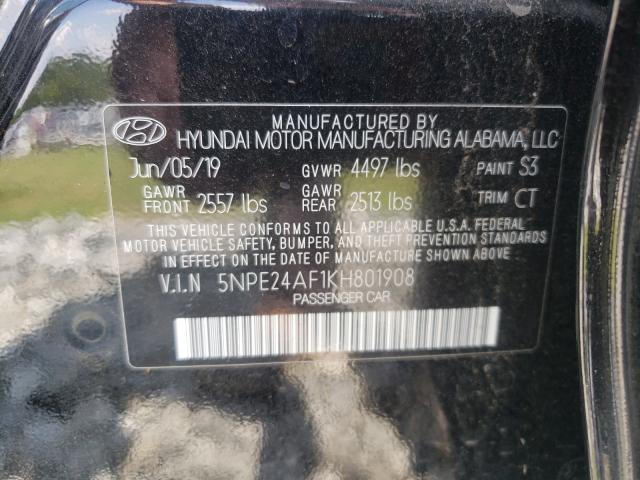 MANUFACTURED BY
HYUNDAI MOTOR MANUFACTURING ALABAMA, LLC
Jun/05/19 GVWR 4497 lbs PAINT S3
GAWR FRONT 2557 lbs GAWR REAR 2513 lbs TRIM CT
THIS VEHICLE CONFORMS TO ALL APPLICABLE U.S.A. FEDERAL
MOTOR VEHICLE SAFETY, BUMPER, AND THEFT PREVENTION STANDARDS
IN EFFECT ON THE DATE OF MANUFACTURE SHOWN ABOVE.
V.I.N 5NPE24AF1KH801908
PASSENGER CAR